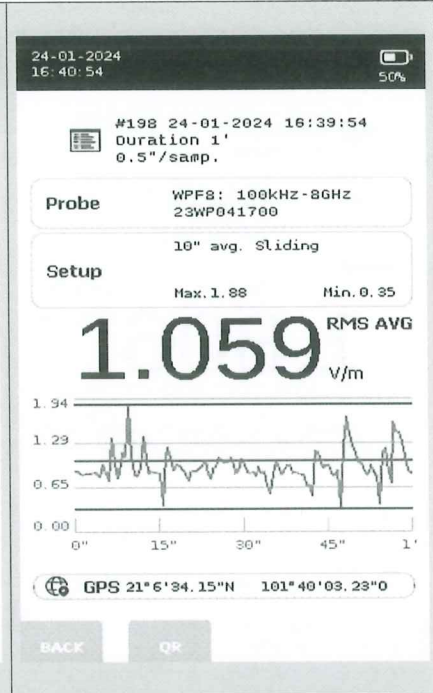 24-01-2024
16:40:54
50%
#198 24-01-2024 16:39:54
Duration 1'
0.5"/samp.
Probe
WPF8: 100kHz-8GHz
23WP041700
Setup
10" avg. Sliding
Max.1.88 Min.0.35
1.059 RMS AVG
V/m
1.94
1.29
0.65
0.00
0" 15" 30" 45" 1'
GPS 21°6'34.15"N 101°40'03.23"O
BACK QR